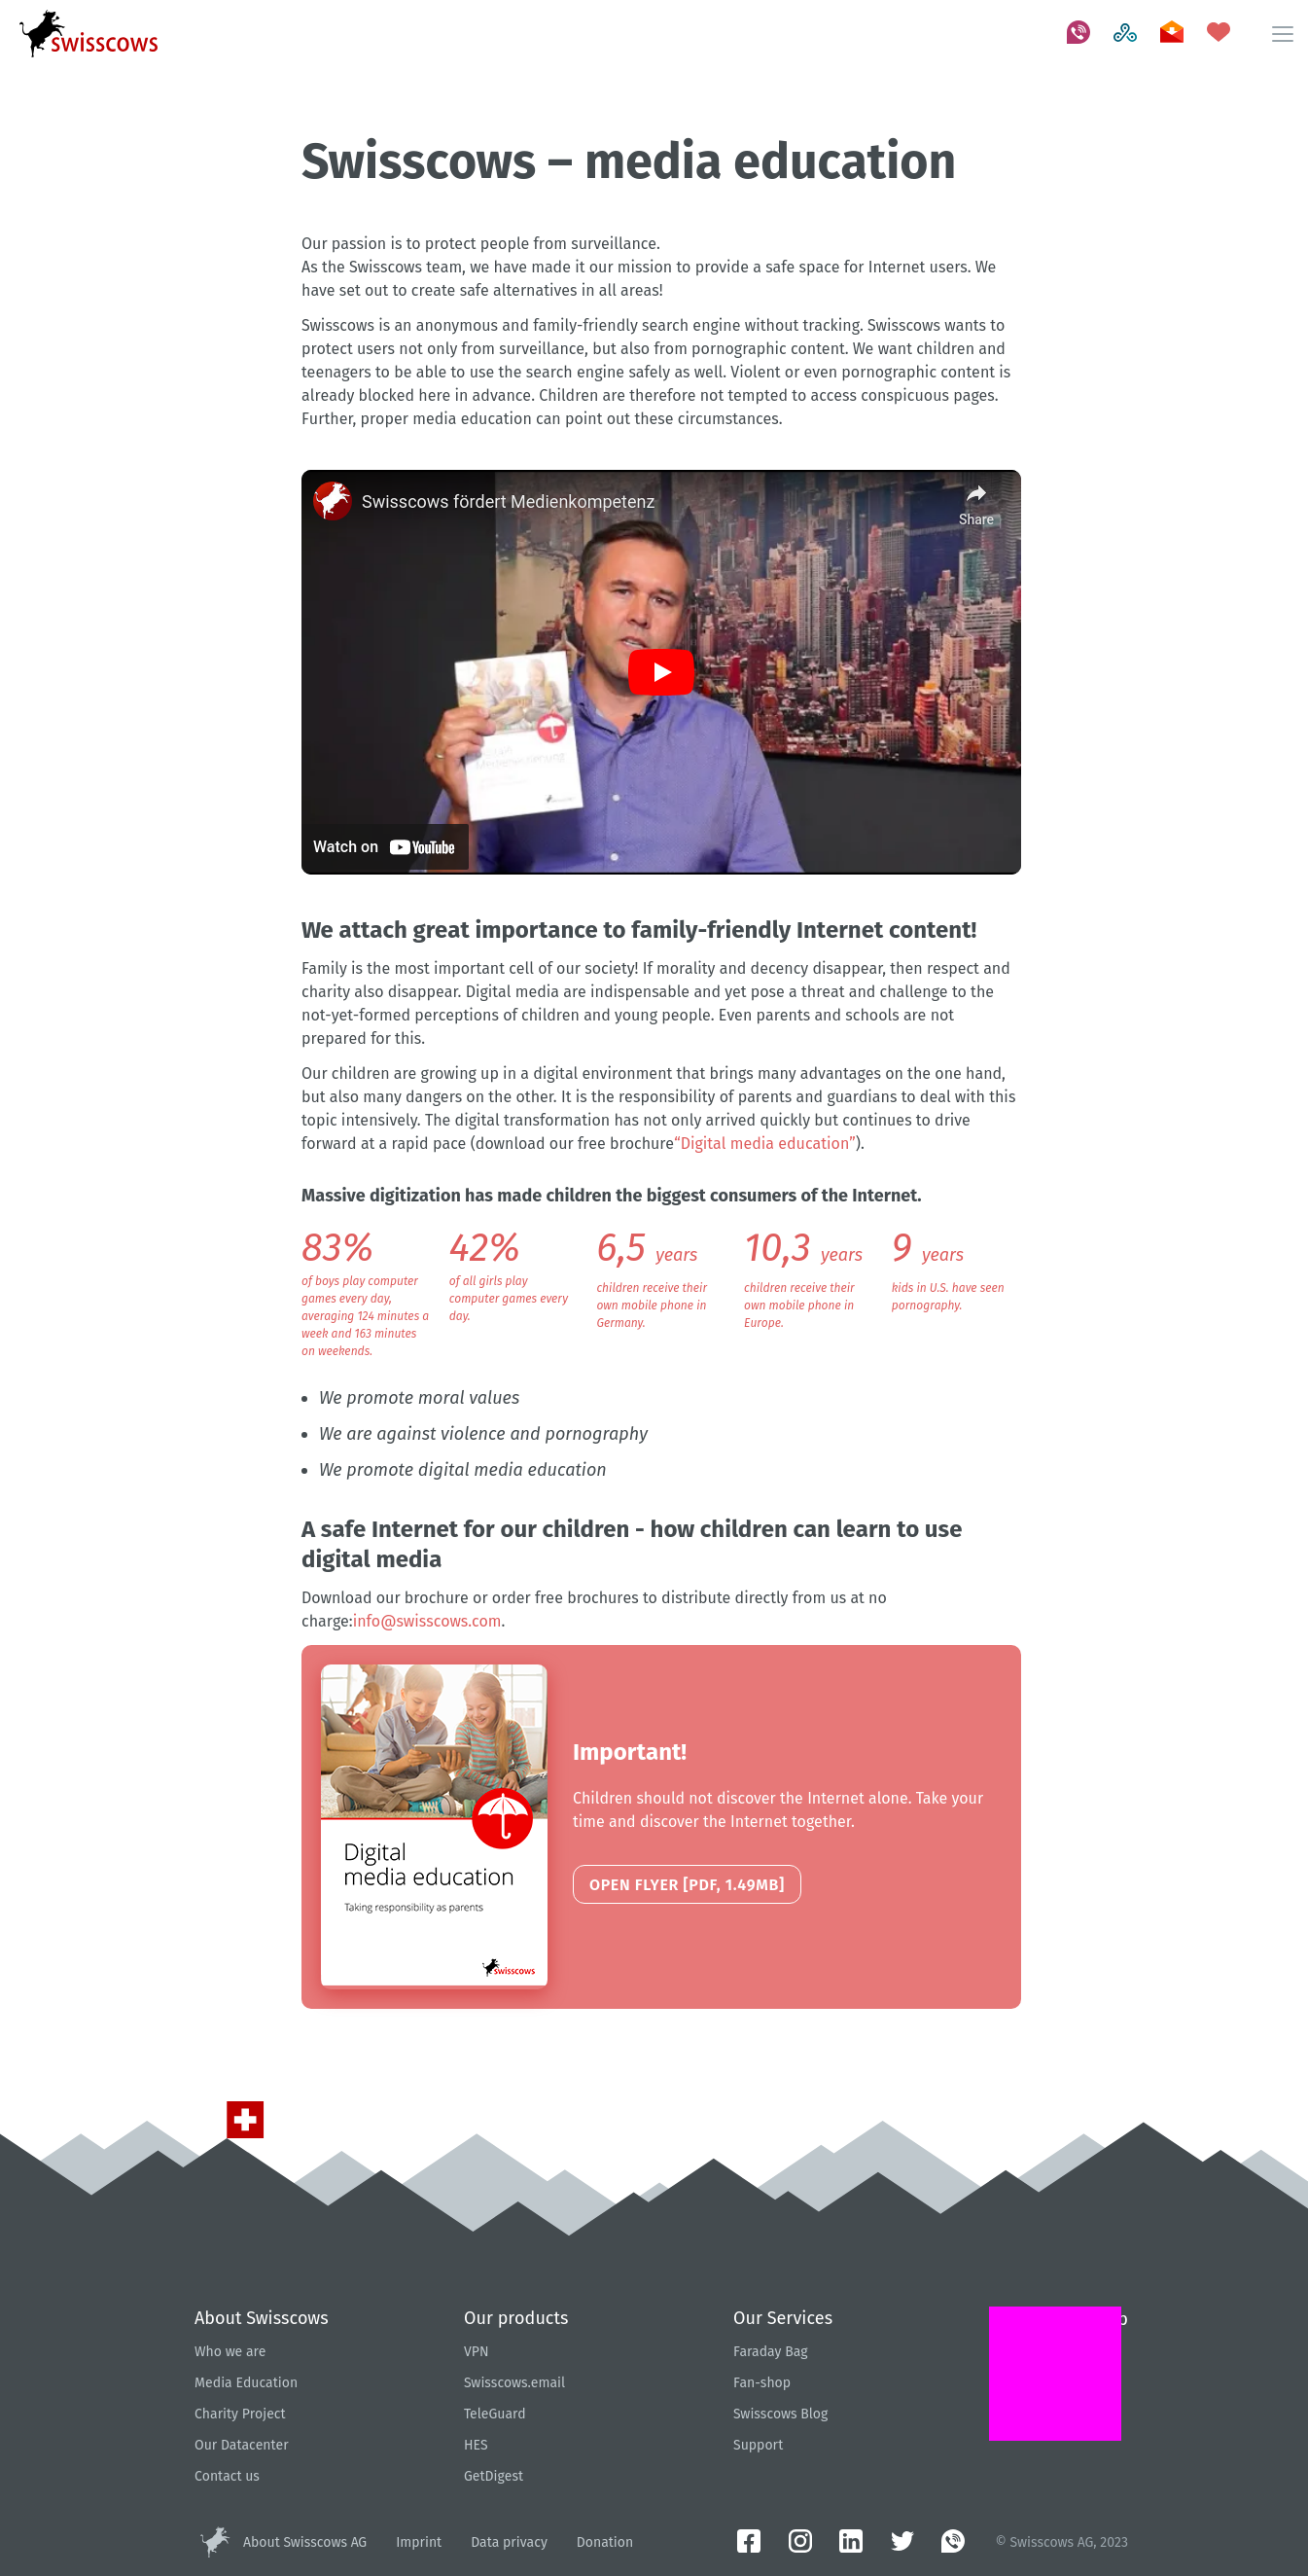 swisscows
Swisscows – media education
Our passion is to protect people from surveillance.
As the Swisscows team, we have made it our mission to provide a safe space for Internet users. We
have set out to create safe alternatives in all areas!
Swisscows is an anonymous and family-friendly search engine without tracking. Swisscows wants to
protect users not only from surveillance, but also from pornographic content. We want children and
teenagers to be able to use the search engine safely as well. Violent or even pornographic content is
already blocked here in advance. Children are therefore not tempted to access conspicuous pages.
Further, proper media education can point out these circumstances.
Swisscows fördert Medienkompetenz
Share
Watch on YouTube
We attach great importance to family-friendly Internet content!
Family is the most important cell of our society! If morality and decency disappear, then respect and
charity also disappear. Digital media are indispensable and yet pose a threat and challenge to the
not-yet-formed perceptions of children and young people. Even parents and schools are not
prepared for this.
Our children are growing up in a digital environment that brings many advantages on the one hand,
but also many dangers on the other. It is the responsibility of parents and guardians to deal with this
topic intensively. The digital transformation has not only arrived quickly but continues to drive
forward at a rapid pace (download our free brochure“Digital media education”).
Massive digitization has made children the biggest consumers of the Internet.
83%
of boys play computer
games every day,
averaging 124 minutes a
week and 163 minutes
on weekends.
42%
of all girls play
computer games every
day.
6,5 years
children receive their
own mobile phone in
Germany.
10,3 years
children receive their
own mobile phone in
Europe.
9 years
kids in U.S. have seen
pornography.
• We promote moral values
• We are against violence and pornography
• We promote digital media education
A safe Internet for our children - how children can learn to use
digital media
Download our brochure or order free brochures to distribute directly from us at no
charge:info@swisscows.com.
Digital
media education
Taking responsibility as parents
swisscows
Important!
Children should not discover the Internet alone. Take your
time and discover the Internet together.
OPEN FLYER [PDF, 1.49MB]
About Swisscows
Who we are
Media Education
Charity Project
Our Datacenter
Contact us
Our products
VPN
Swisscows.email
TeleGuard
HES
GetDigest
Our Services
Faraday Bag
Fan-shop
Swisscows Blog
Support
About Swisscows AG
Imprint
Data privacy
Donation
© Swisscows AG, 2023